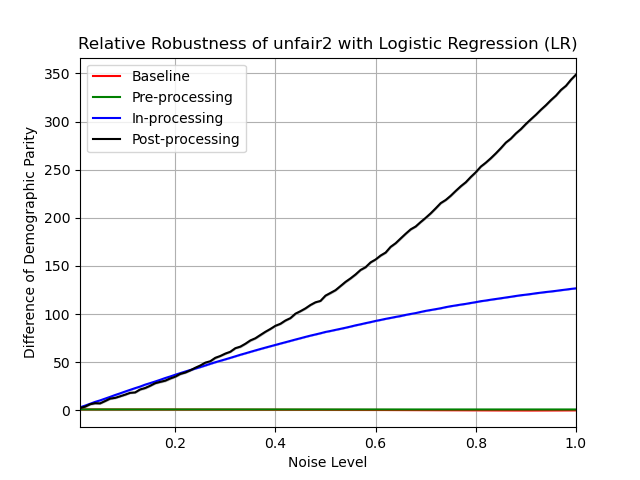 Relative Robustness of unfair2 with Logistic Regression (LR)
Baseline
Pre-processing
In-processing
Post-processing
Difference of Demographic Parity
350
300
250
200
150
100
50
0
0.2 0.4 0.6 0.8 1.0
Noise Level